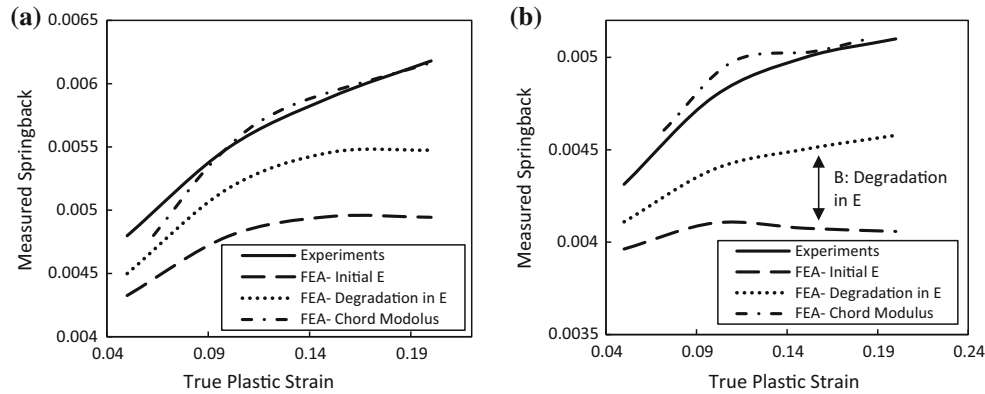 (a)
0.0065
0.006
0.0055
0.005
0.0045
0.004
Measured Springback
Experiments
FEA- Initial E
FEA- Degradation in E
FEA- Chord Modolus
0.04 0.09 0.14 0.19
True Plastic Strain
(b)
0.005
0.0045
0.004
0.0035
Measured Springback
B: Degradation
in E
Experiments
FEA- Initial E
FEA- Degradation in E
FEA- Chord Modulus
0.04 0.09 0.14 0.19 0.24
True Plastic Strain